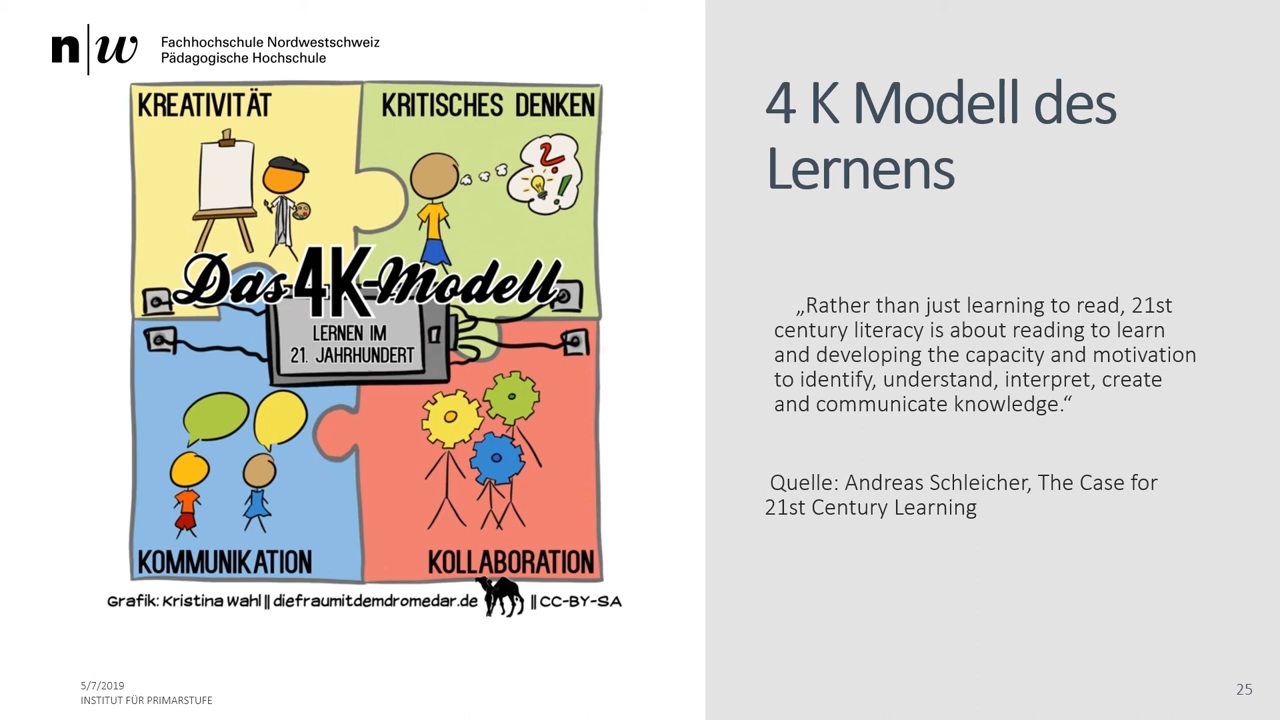 n|w Fachhochschule Nordwestschweiz
Pädagogische Hochschule
KREATIVITÄT
KRITISCHES DENKEN
Das 4K-Modell
LERNEN IM
21. JAHRHUNDERT
KOMMUNIKATION
KOLLABORATION
Grafik: Kristina Wahl || diefraumitdemdromedar.de || CC-BY-SA
4 K Modell des
Lernens
„Rather than just learning to read, 21st
century literacy is about reading to learn
and developing the capacity and motivation
to identify, understand, interpret, create
and communicate knowledge.“
Quelle: Andreas Schleicher, The Case for
21st Century Learning
5/7/2019
INSTITUT FÜR PRIMARSTUFE
25